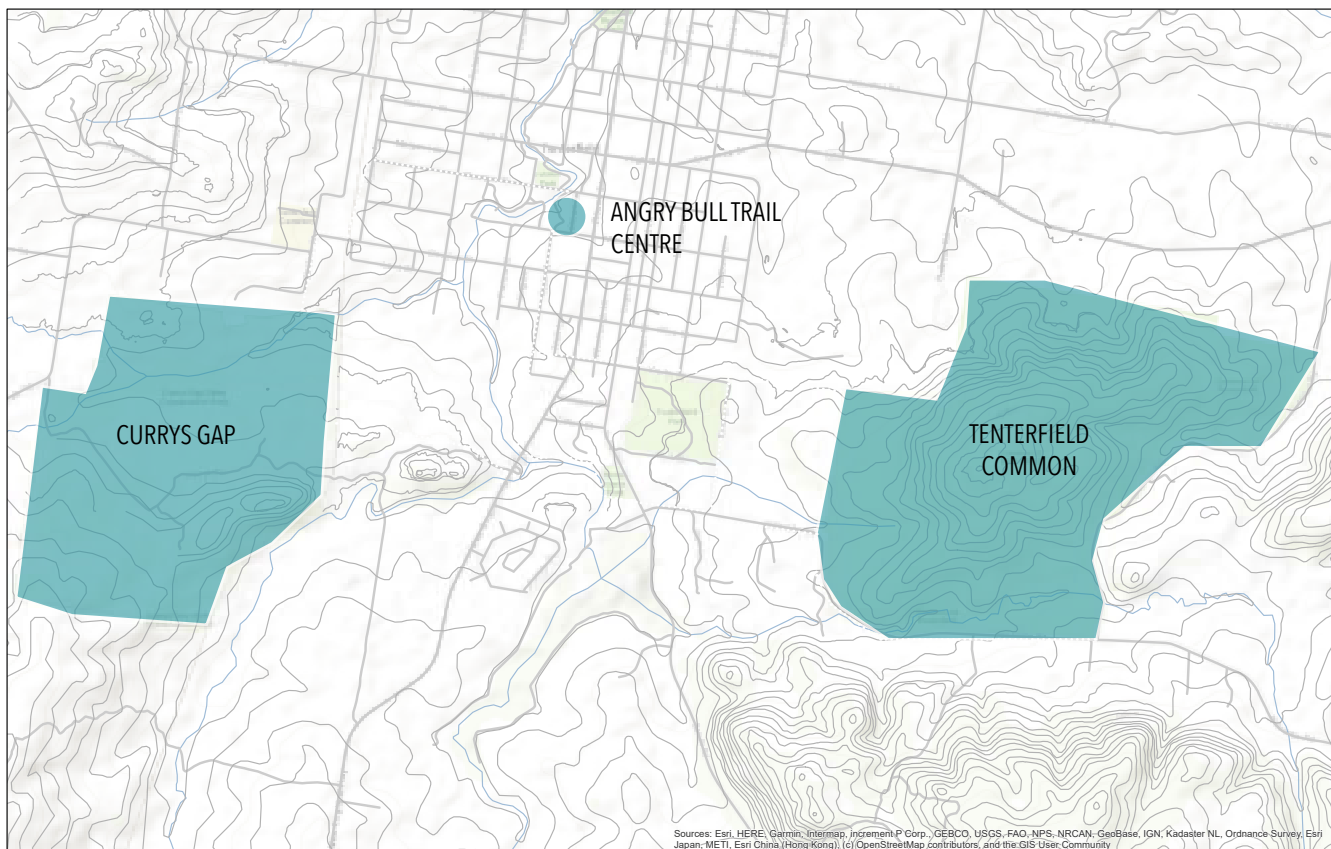 ANGRY BULL TRAIL
CENTRE
CURRYS GAP
TENTERFIELD
COMMON
Sources: Esri, HERE, Garmin, Intermap, increment P Corp., GEBCO, USGS, FAO, NPS, NRCAN, GeoBase, IGN, Kadaster NL, Ordnance Survey, Esri
Japan, METI, Esri China (Hong Kong), (c) OpenStreetMap contributors, and the GIS User Community